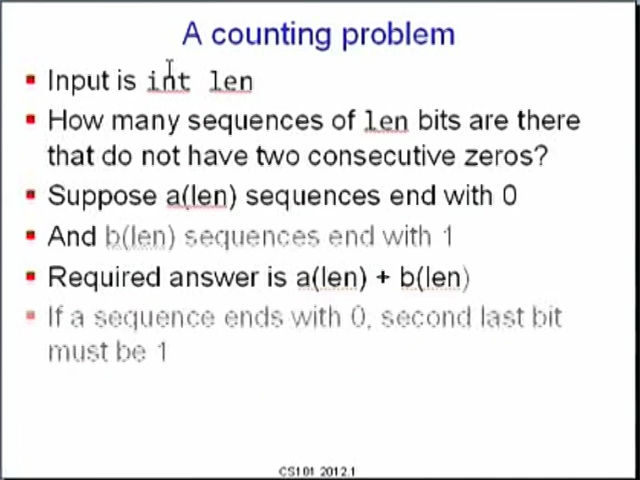 A counting problem
Input is int len
How many sequences of len bits are there
that do not have two consecutive zeros?
Suppose a(len) sequences end with 0
And b(len) sequences end with 1
Required answer is a(len) + b(len)
If a sequence ends with 0, second last bit
must be 1
CS101 2012.1